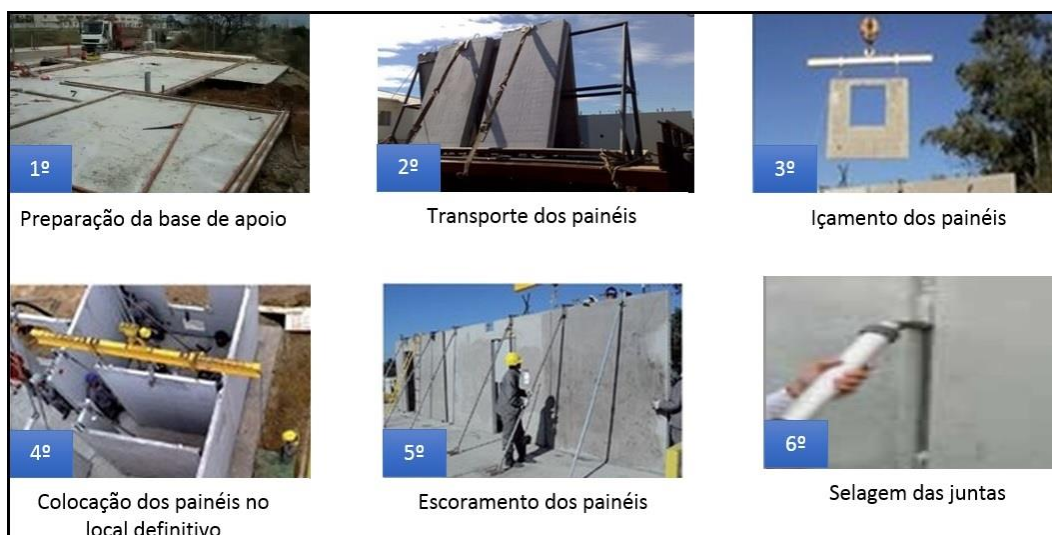 1º
Preparação da base de apoio
2º
Transporte dos painéis
3º
Içamento dos painéis
4º
Colocação dos painéis no
local definitivo
5º
Escoramento dos painéis
6º
Selagem das juntas